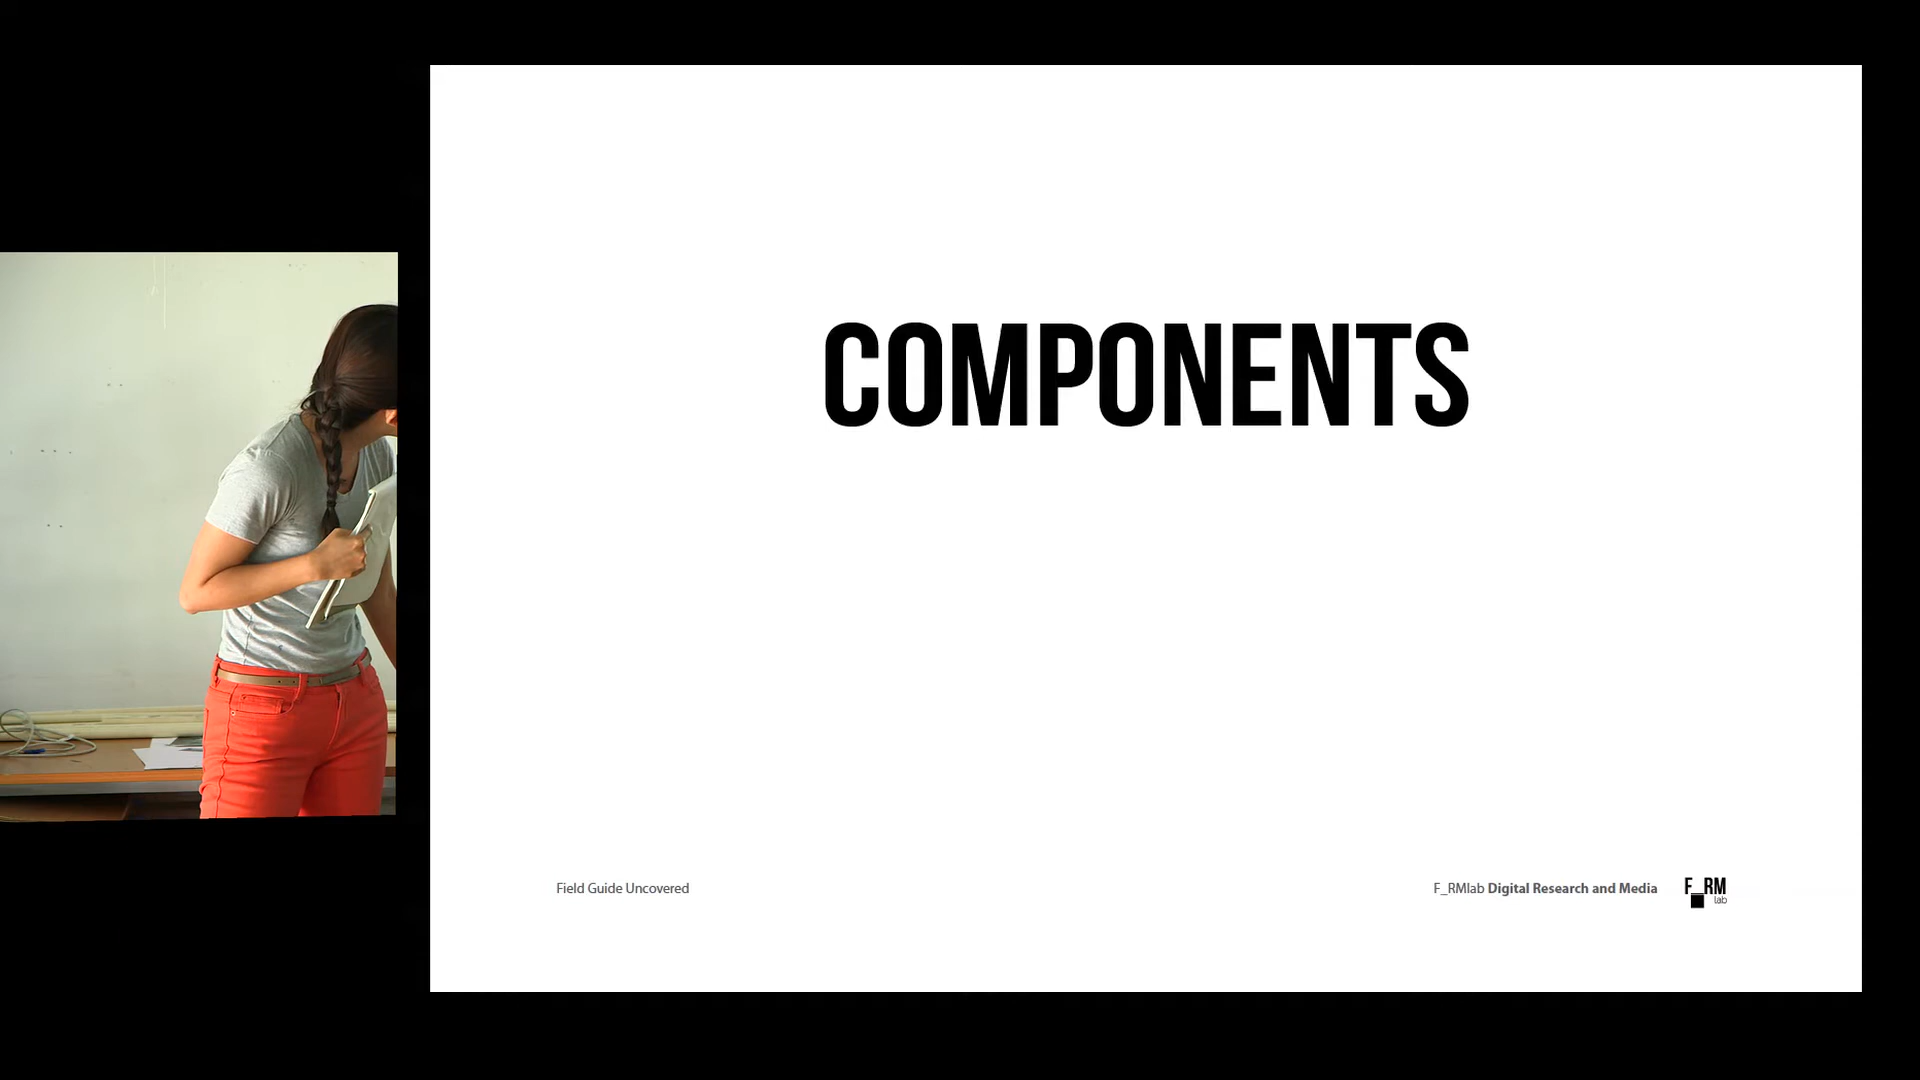 COMPONENTS
Field Guide Uncovered
F_RMlab Digital Research and Media
F_RM
lab